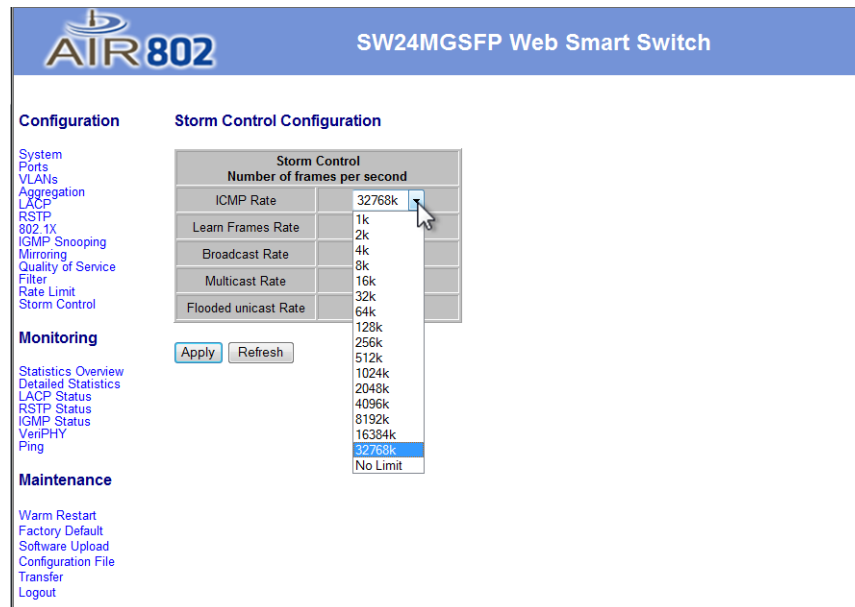 AIR802
SW24MGSFP Web Smart Switch
Configuration
System
Ports
VLANs
Aggregation
LACP
RSTP
802.1X
IGMP Snooping
Mirroring
Quality of Service
Filter
Rate Limit
Storm Control
Monitoring
Statistics Overview
Detailed Statistics
LACP Status
RSTP Status
IGMP Status
VeriPHY
Ping
Maintenance
Warm Restart
Factory Default
Software Upload
Configuration File
Transfer
Logout
Storm Control Configuration
Storm Control
Number of frames per second
ICMP Rate 32768k
Learn Frames Rate
Broadcast Rate
Multicast Rate
Flooded unicast Rate
1k
2k
4k
8k
16k
32k
64k
128k
256k
512k
1024k
2048k
4096k
8192k
16384k
32768k
No Limit
Apply Refresh